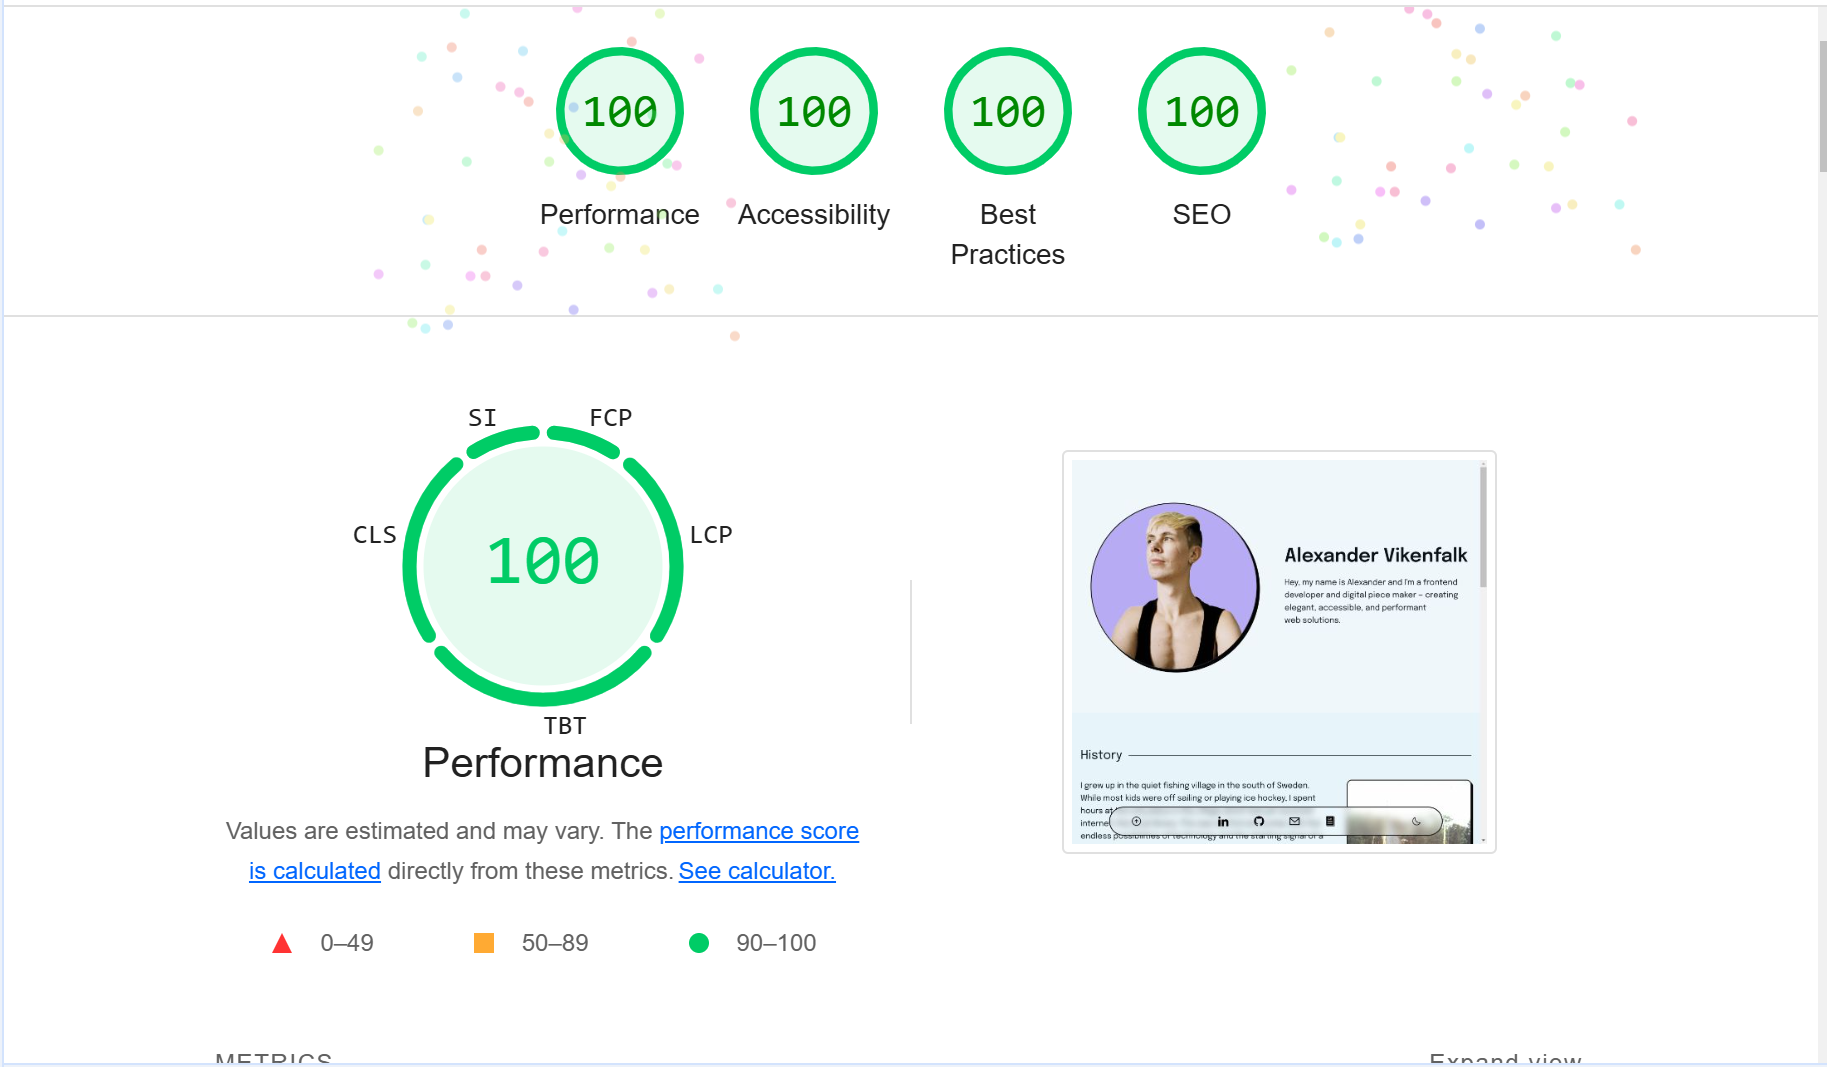 100 100 100 100
Performance Accessibility Best Practices SEO
SI FCP
CLS LCP
100
TBT
Performance
Values are estimated and may vary. The performance score
is calculated directly from these metrics. See calculator.
0–49 50–89 90–100
Alexander Vikenfalk
Hey, my name is Alexander and I'm a frontend
developer and digital piece maker – creating
elegant, accessible, and performant
web solutions.
History
I grew up in the quiet fishing village in the south of Sweden.
While most kids were off sailing or playing ice hockey, I spent
hours at
interne
endless possibilities of technology and the starting signal of a
METRICS Expand view